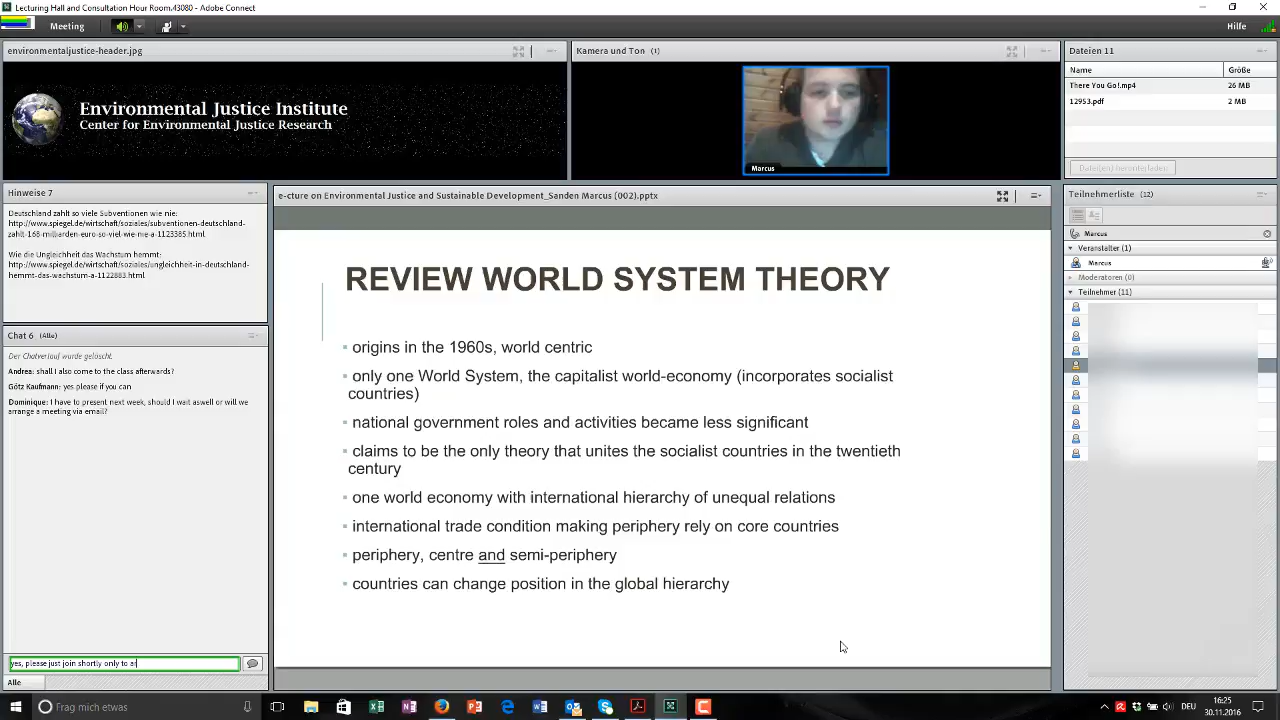 Lecturing Hall and Consultation Hour Room.43080 - Adobe Connect
Meeting
Hilfe
environmentaljustice-header.jpg
Environmental Justice Institute
Center for Environmental Justice Research
Kamera und Ton (1)
Marcus
Dateien 11
Name Größe
There You Go!.mp4 26 MB
12953.pdf 2 MB
Datei(en) herunterladen
Hinweise 7
Deutschland zahlt so viele Subventionen wie nie:
http://www.spiegel.de/wirtschaft/soziales/subventionen-deutschland-
zahlt-168-milliarden-euro-so-viel-wie-nie-a-1123385.html
Wie die Ungleichheit das Wachstum hemmt:
http://www.spiegel.de/wirtschaft/soziales/ungleichheit-in-deutschland-
hemmt-das-wachstum-a-1122883.html
Chat 6 (Alle)
Der Chatverlauf wurde gelöscht.
Andrea: shall I also come to the class afterwards?
Götz Kaufmann: yes please if you can
Dominique: I have to present next week, should I wait aswell or will we
arrange a meeting via email?
yes, please just join shortly only to ar
Alle
e-cture on Environmental Justice and Sustainable Development_Sanden Marcus (002).pptx
REVIEW WORLD SYSTEM THEORY
origins in the 1960s, world centric
only one World System, the capitalist world-economy (incorporates socialist
countries)
national government roles and activities became less significant
claims to be the only theory that unites the socialist countries in the twentieth
century
one world economy with international hierarchy of unequal relations
international trade condition making periphery rely on core countries
periphery, centre and semi-periphery
countries can change position in the global hierarchy
Teilnehmerliste (12)
Marcus
Veranstalter (1)
Marcus
Moderatoren (0)
Teilnehmer (11)
Frag mich etwas
DEU
16:25
30.11.2016